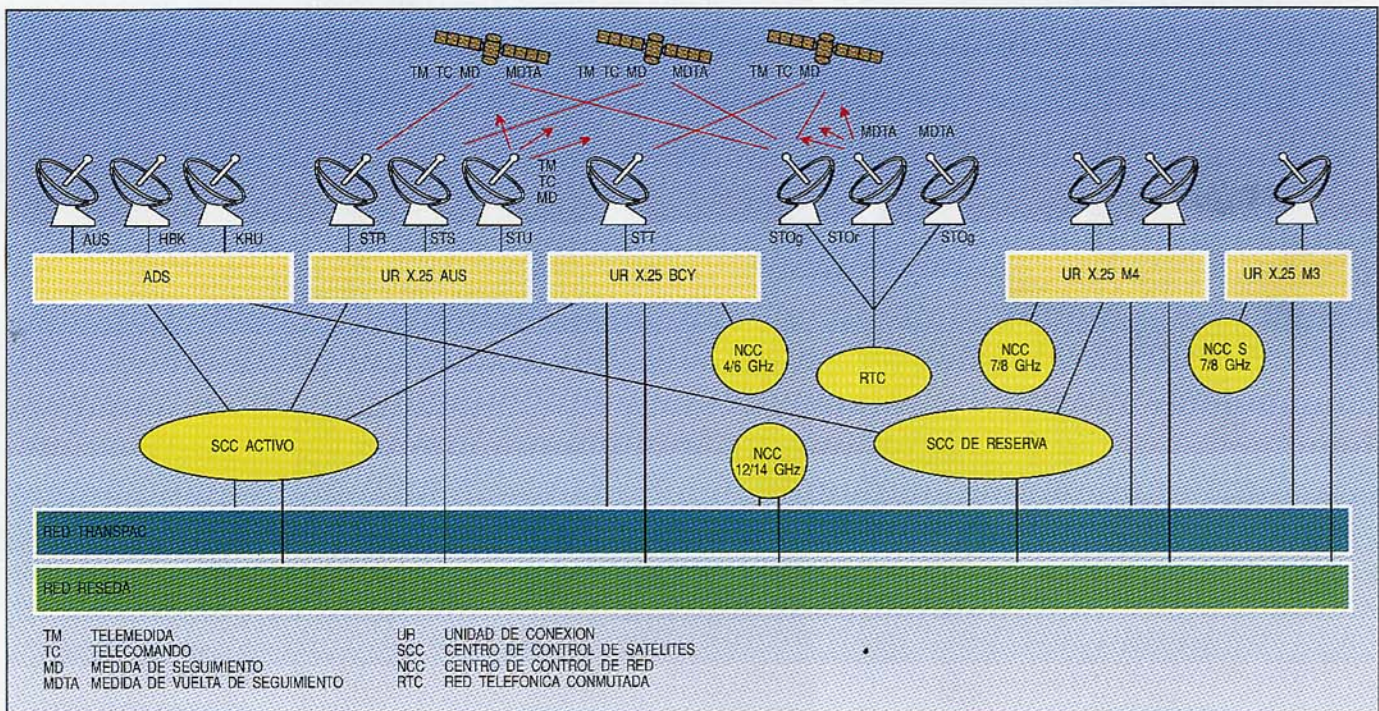 TM TC MD MDTA
TM TC MD MDTA
TM TC MD
MDTA MDTA
TM
TC
MD
AUS
HBK
KRU
STR
STS
STU
STT
STOg
STOr
STOg
ADS
UR X.25 AUS
UR X.25 BCY
UR X.25 M4
UR X.25 M3
NCC
4/6 GHz
RTC
NCC
7/8 GHz
NCC S
7/8 GHz
SCC ACTIVO
NCC
12/14 GHz
SCC DE RESERVA
RED TRANSPAC
RED RESEDA
TM TELEMEDIDA
TC TELECOMANDO
MD MEDIDA DE SEGUIMIENTO
MDTA MEDIDA DE VUELTA DE SEGUIMIENTO
UR UNIDAD DE CONEXION
SCC CENTRO DE CONTROL DE SATELITES
NCC CENTRO DE CONTROL DE RED
RTC RED TELEFONICA CONMUTADA